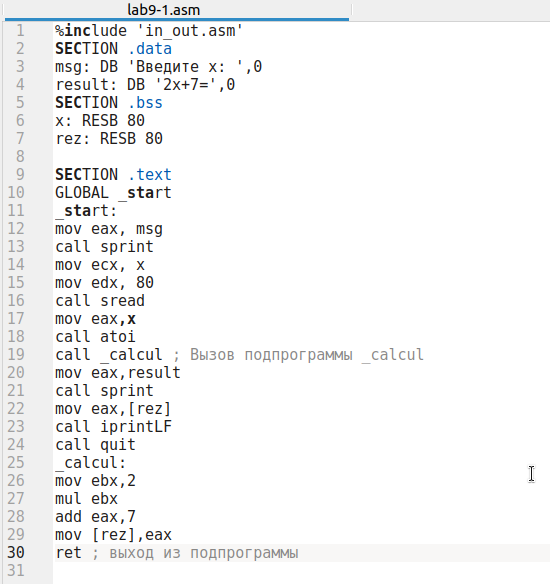 lab9-1.asm
1 %include 'in_out.asm'
2 SECTION .data
3 msg: DB 'Введите x: ',0
4 result: DB '2x+7=',0
5 SECTION .bss
6 x: RESB 80
7 rez: RESB 80
8
9 SECTION .text
10 GLOBAL _start
11 _start:
12 mov eax, msg
13 call sprint
14 mov ecx, x
15 mov edx, 80
16 call sread
17 mov eax,x
18 call atoi
19 call _calcul ; Вызов подпрограммы _calcul
20 mov eax,result
21 call sprint
22 mov eax,[rez]
23 call iprintLF
24 call quit
25 _calcul:
26 mov ebx,2
27 mul ebx
28 add eax,7
29 mov [rez],eax
30 ret ; выход из подпрограммы
31